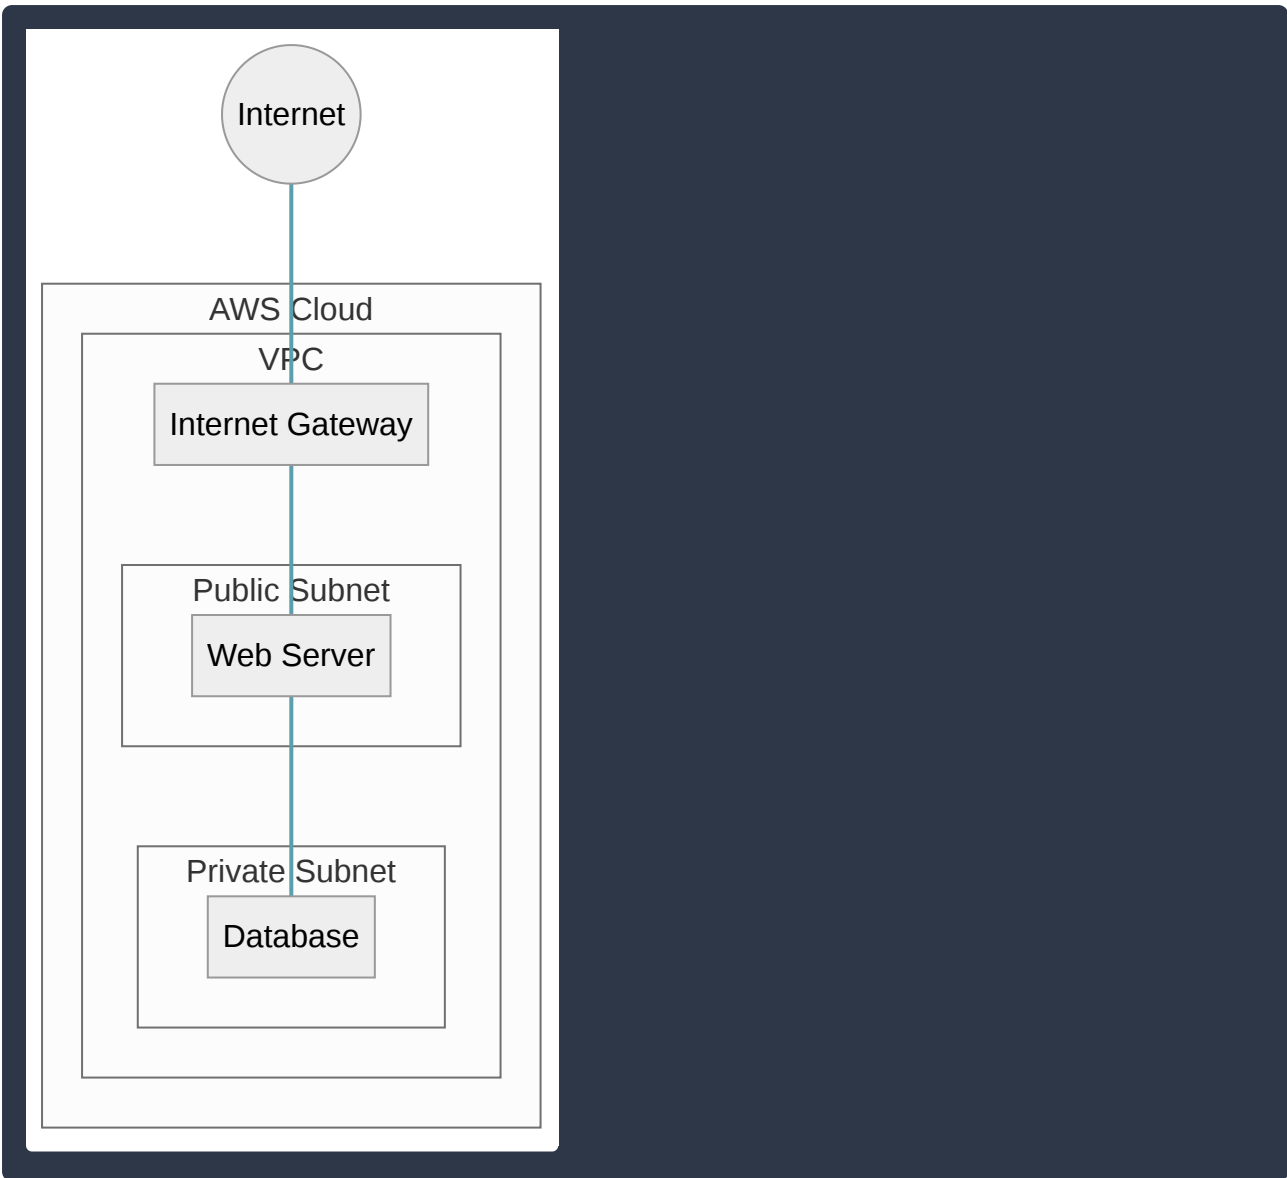 Internet
AWS Cloud
VPC
Internet Gateway
Public Subnet
Web Server
Private Subnet
Database